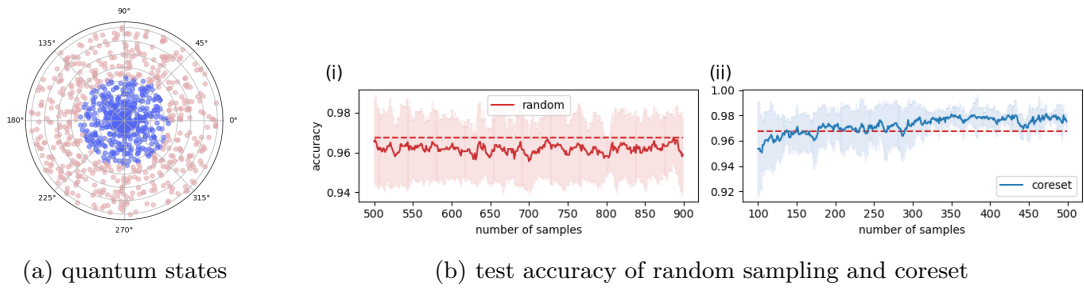 90°
135°
45°
180°
0°
225°
315°
270°
(a) quantum states
(i)
random
accuracy
0.98
0.96
0.94
500 550 600 650 700 750 800 850 900
number of samples
(ii)
1.00
0.98
0.96
0.94
0.92
coreset
100 150 200 250 300 350 400 450 500
number of samples
(b) test accuracy of random sampling and coreset